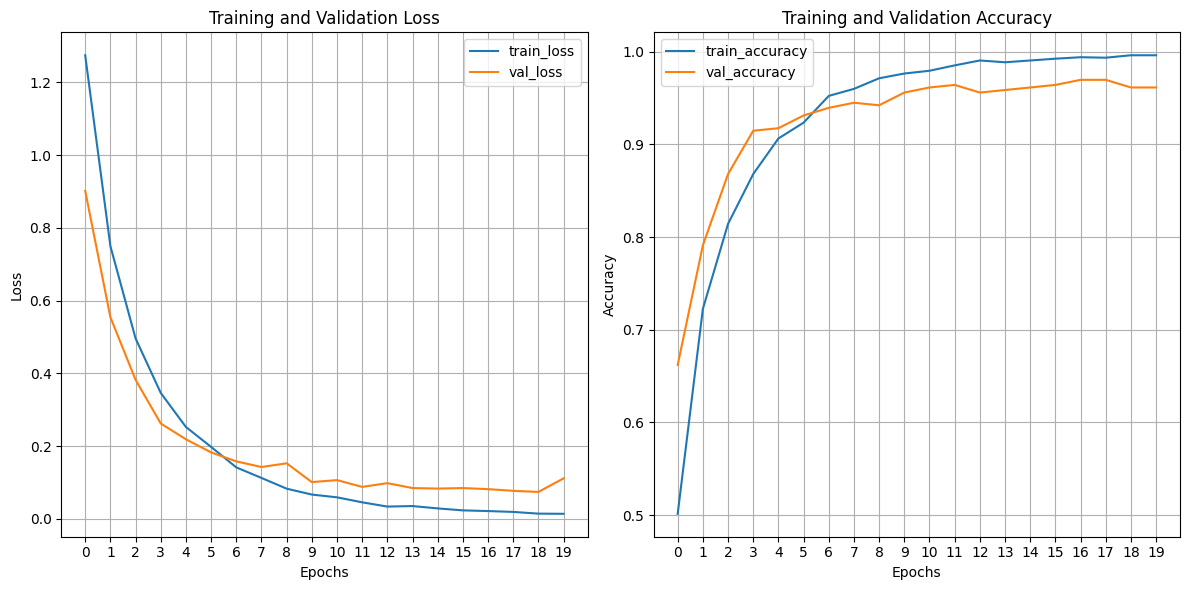 Training and Validation Loss
train_loss
val_loss
Loss
1.2
1.0
0.8
0.6
0.4
0.2
0.0
0 1 2 3 4 5 6 7 8 9 10 11 12 13 14 15 16 17 18 19
Epochs
Training and Validation Accuracy
train_accuracy
val_accuracy
Accuracy
1.0
0.9
0.8
0.7
0.6
0.5
0 1 2 3 4 5 6 7 8 9 10 11 12 13 14 15 16 17 18 19
Epochs